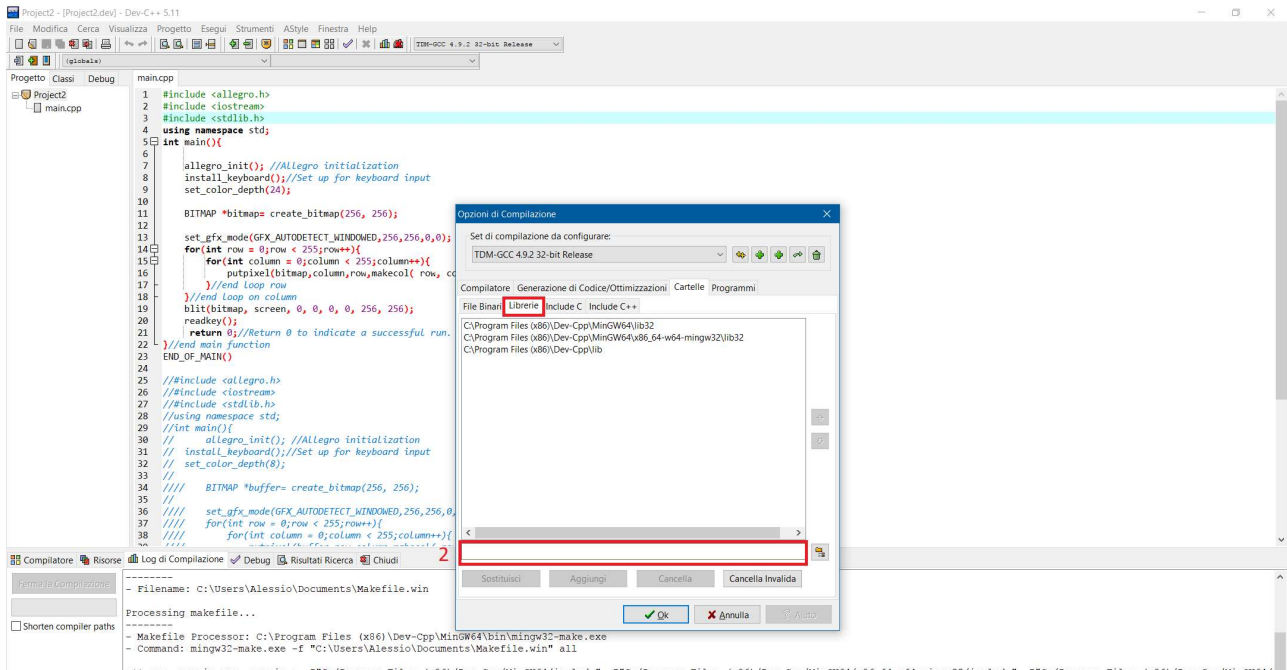 Project2 - [Project2.dev] - Dev-C++ 5.11
File Modifica Cerca Visualizza Progetto Esegui Strumenti AStyle Finestra Help
TDM-GCC 4.9.2 32-bit Release
(globals)
Progetto Classi Debug
main.cpp
Project2
main.cpp
1 #include <allegro.h>
2 #include <iostream>
3 #include <stdlib.h>
4 using namespace std;
5 int main(){
6
7 allegro_init(); //Allegro initialization
8 install_keyboard();//Set up for keyboard input
9 set_color_depth(24);
10
11 BITMAP *bitmap= create_bitmap(256, 256);
12
13 set_gfx_mode(GFX_AUTODETECT_WINDOWED,256,256,0,0);
14 for(int row = 0;row < 255;row++){
15 for(int column = 0;column < 255;column++){
16 putpixel(bitmap,column,row,makecol( row, co
17 }//end loop row
18 }//end loop on column
19 blit(bitmap, screen, 0, 0, 0, 0, 256, 256);
20 readkey();
21 return 0;//Return 0 to indicate a successful run.
22 }//end main function
23 END_OF_MAIN()
24
25 //#include <allegro.h>
26 //#include <iostream>
27 //#include <stdlib.h>
28 //using namespace std;
29 //int main(){
30 // allegro_init(); //Allegro initialization
31 // install_keyboard();//Set up for keyboard input
32 // set_color_depth(8);
33 //
34 //// BITMAP *buffer= create_bitmap(256, 256);
35 //
36 //// set_gfx_mode(GFX_AUTODETECT_WINDOWED,256,256,0,
37 //// for(int row = 0;row < 255;row++){
38 //// for(int column = 0;column < 255;column++){
Opzioni di Compilazione
Set di compilazione da configurare:
TDM-GCC 4.9.2 32-bit Release
Compilatore Generazione di Codice/Ottimizzazioni Cartelle Programmi
File Binari Librerie Include C Include C++
C:\Program Files (x86)\Dev-Cpp\MinGW64\lib32
C:\Program Files (x86)\Dev-Cpp\MinGW64\x86_64-w64-mingw32\lib32
C:\Program Files (x86)\Dev-Cpp\lib
2
Sostituisci Aggiungi Cancella Cancella Invalida
Ok Annulla Aiuto
Compilatore Risorse Log di Compilazione Debug Risultati Ricerca Chiudi
Ferma la Compilazione
Shorten compiler paths
--------
- Filename: C:\Users\Alessio\Documents\Makefile.win
Processing makefile...
--------
- Makefile Processor: C:\Program Files (x86)\Dev-Cpp\MinGW64\bin\mingw32-make.exe
- Command: mingw32-make.exe -f "C:\Users\Alessio\Documents\Makefile.win" all